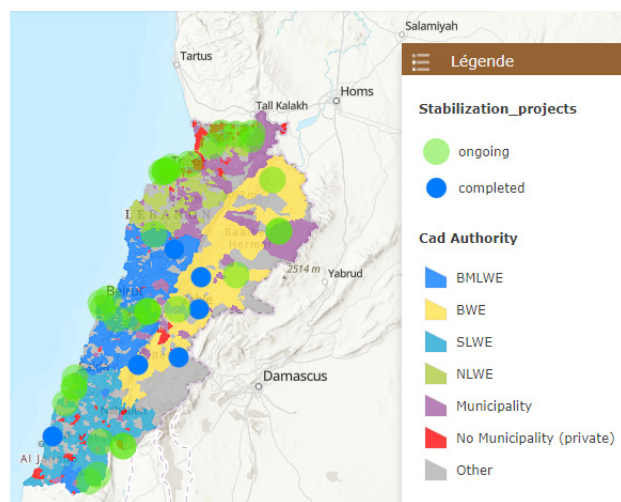 Salamiyah
Tartus
Homs
Tall Kalakh
LEBANON
2514 m
Yabrud
Beirut
Damascus
Légende
Stabilization_projects
ongoing
completed
Cad Authority
BMLWE
BWE
SLWE
NLWE
Municipality
No Municipality (private)
Other